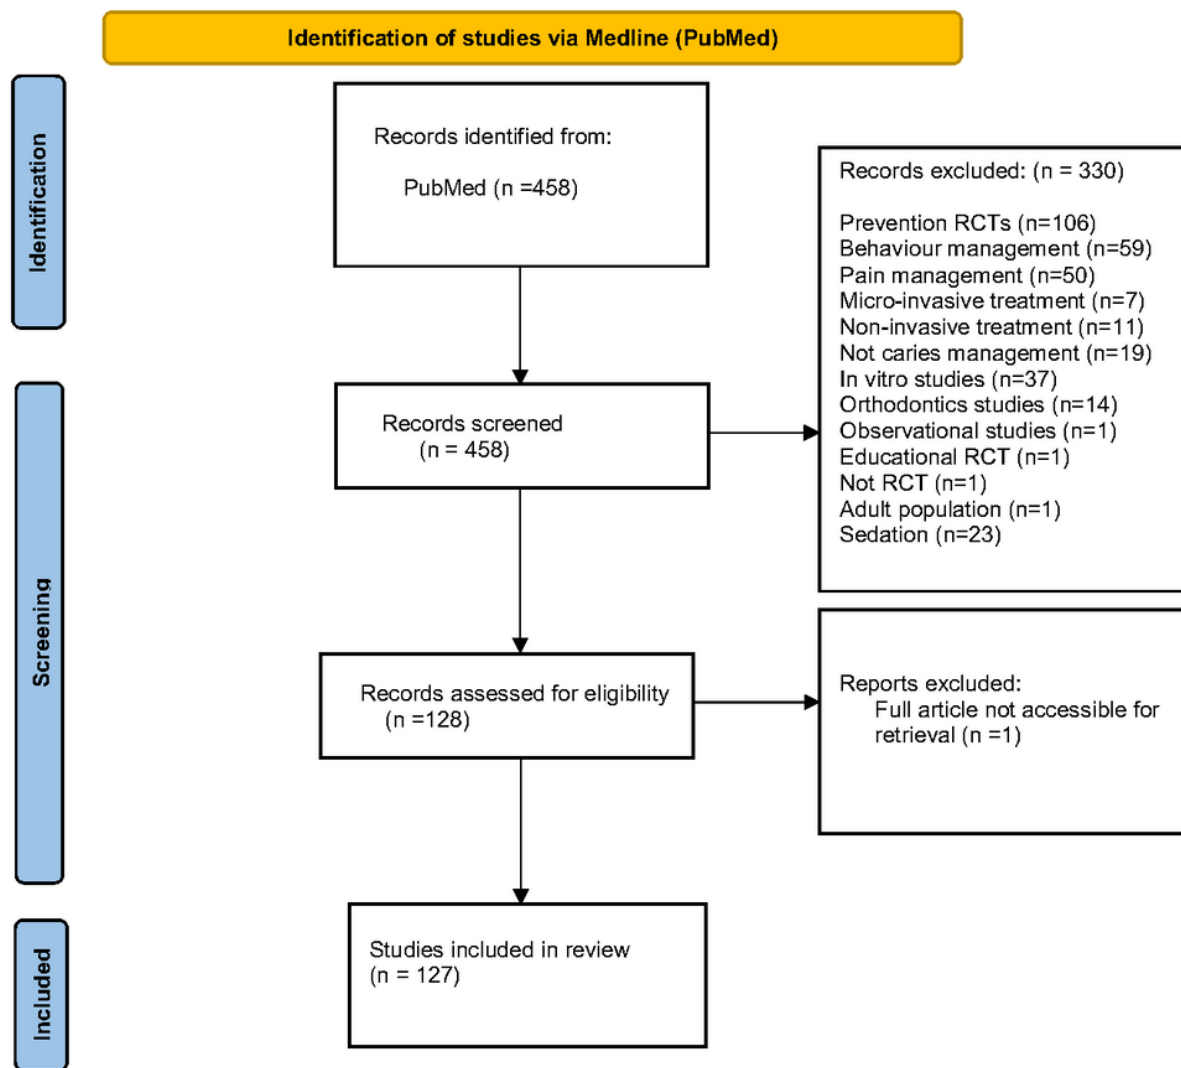 Identification of studies via Medline (PubMed)
Identification
Records identified from:
PubMed (n =458)
Records excluded: (n = 330)
Prevention RCTs (n=106)
Behaviour management (n=59)
Pain management (n=50)
Micro-invasive treatment (n=7)
Non-invasive treatment (n=11)
Not caries management (n=19)
In vitro studies (n=37)
Orthodontics studies (n=14)
Observational studies (n=1)
Educational RCT (n=1)
Not RCT (n=1)
Adult population (n=1)
Sedation (n=23)
Screening
Records screened
(n = 458)
Records assessed for eligibility
(n =128)
Reports excluded:
Full article not accessible for
retrieval (n =1)
Included
Studies included in review
(n = 127)